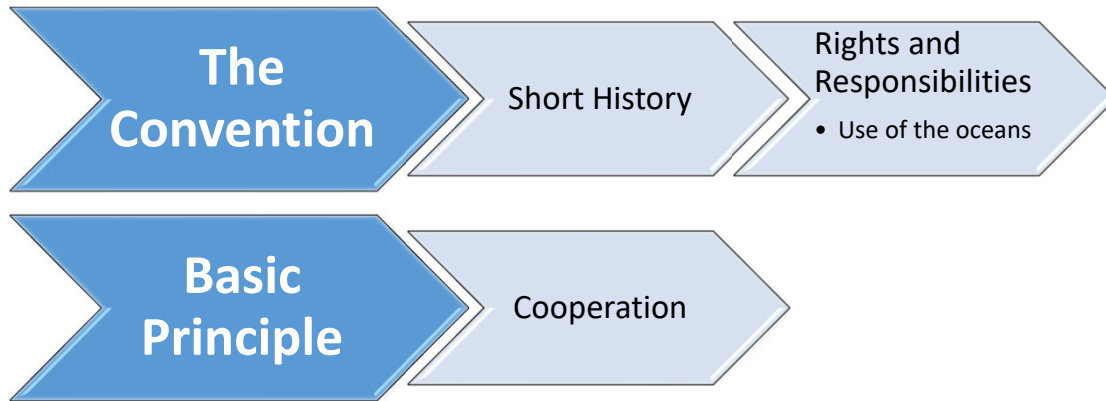 The
Convention
Short History
Rights and
Responsibilities
• Use of the oceans
Basic
Principle
Cooperation